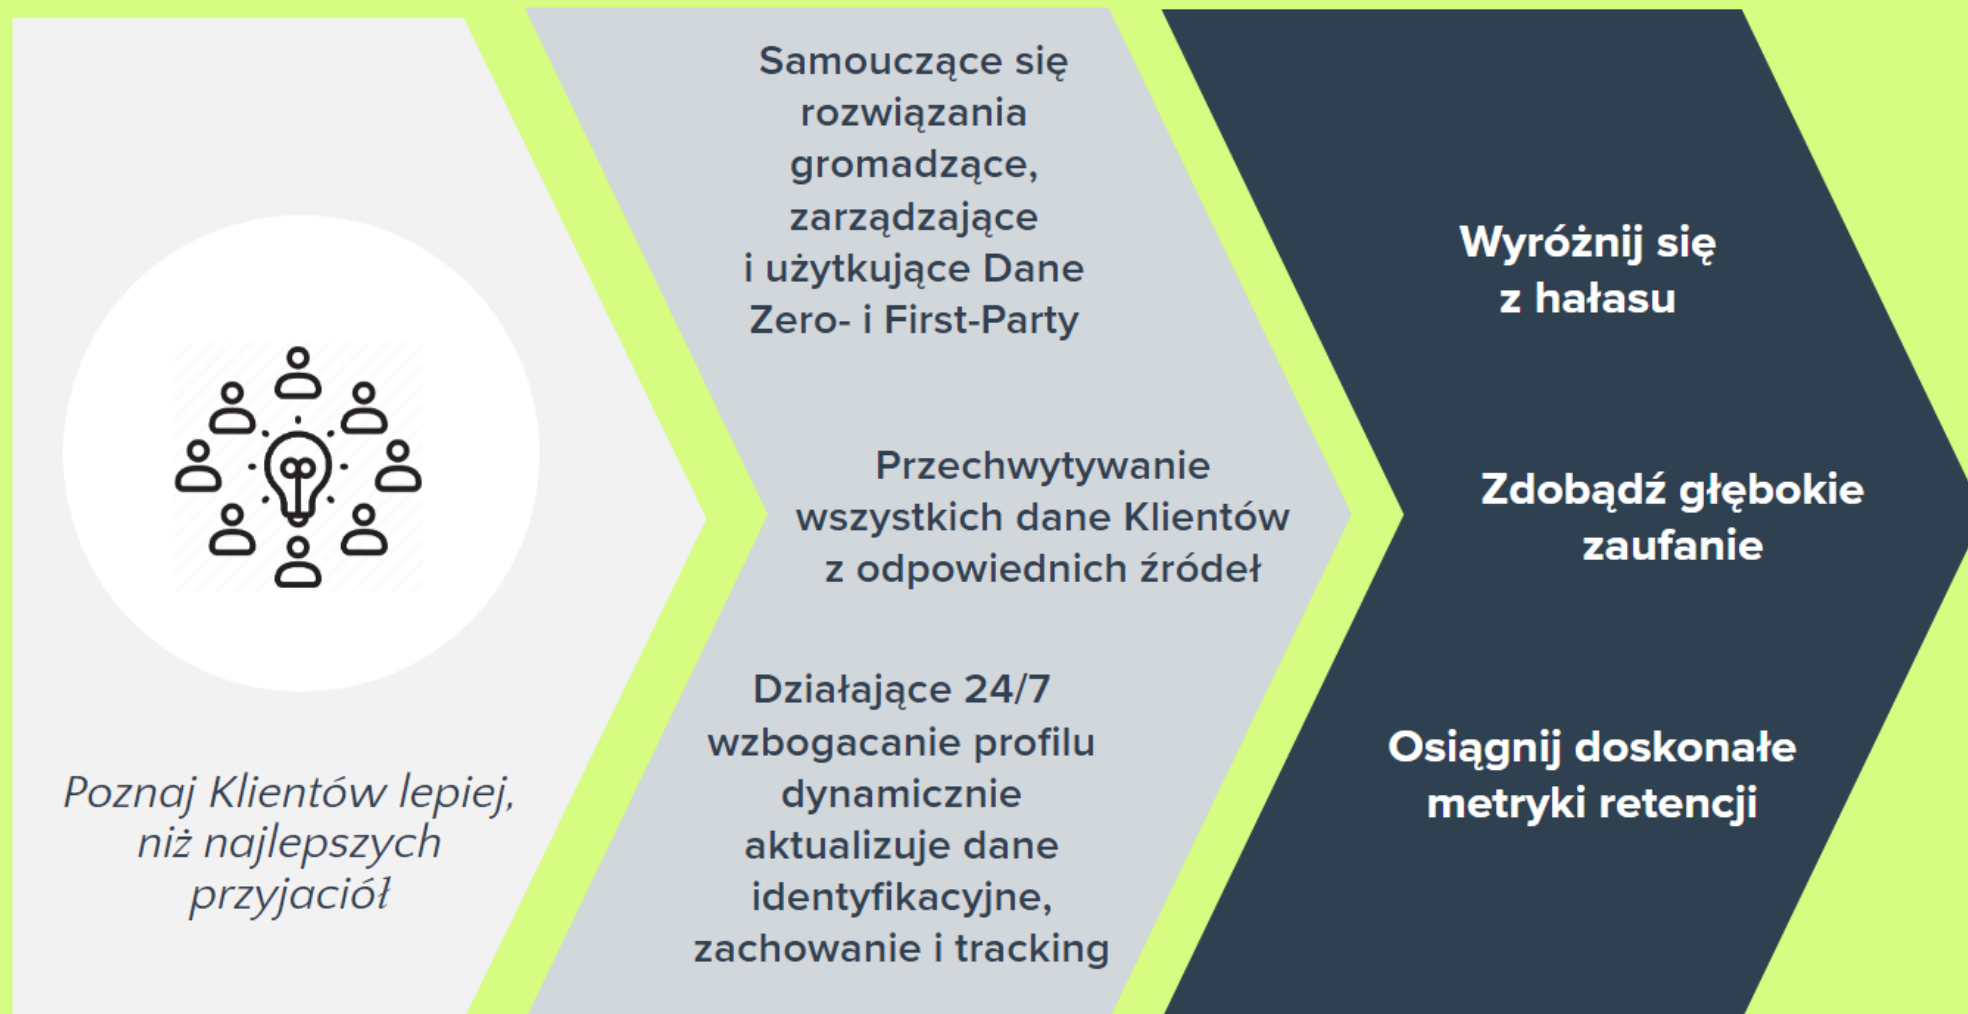 Poznaj Klientów lepiej,
niż najlepszych
przyjaciół
Samouczące się
rozwiązania
gromadzące,
zarządzające
i użytkujące Dane
Zero- i First-Party
Przechwytywanie
wszystkich dane Klientów
z odpowiednich źródeł
Działające 24/7
wzbogacanie profilu
dynamicznie
aktualizuje dane
identyfikacyjne,
zachowanie i tracking
Wyróżnij się
z hałasu
Zdobądź głębokie
zaufanie
Osiągnij doskonałe
metryki retencji